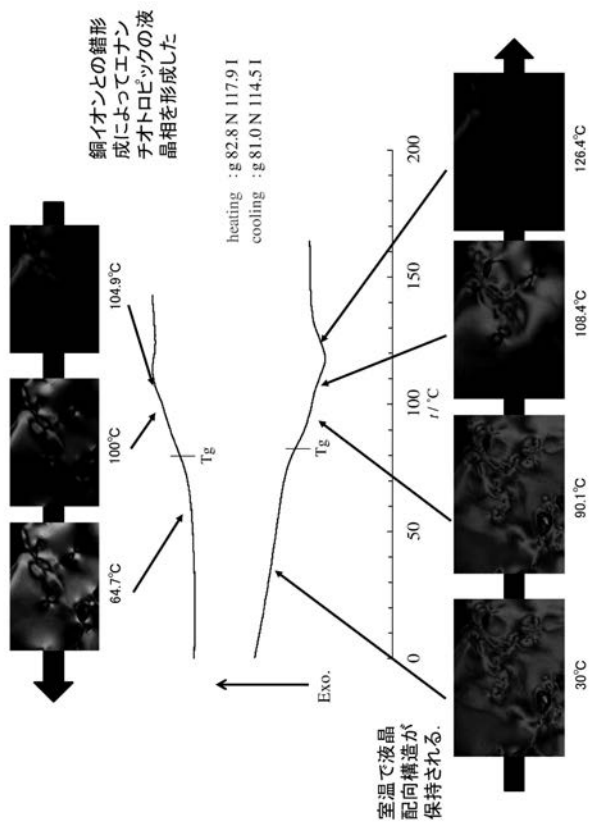 銅イオンとの錯形
成によってエナン
チオトロピックの液
晶相を形成した
64.7℃
100℃
104.9℃
heating : g 82.8 N 117.9 I
cooling : g 81.0 N 114.5 I
Tg
Tg
Exo.
0
50
100
150
200
t / ℃
室温で液晶
配向構造が
保持される.
30℃
90.1℃
108.4℃
126.4℃